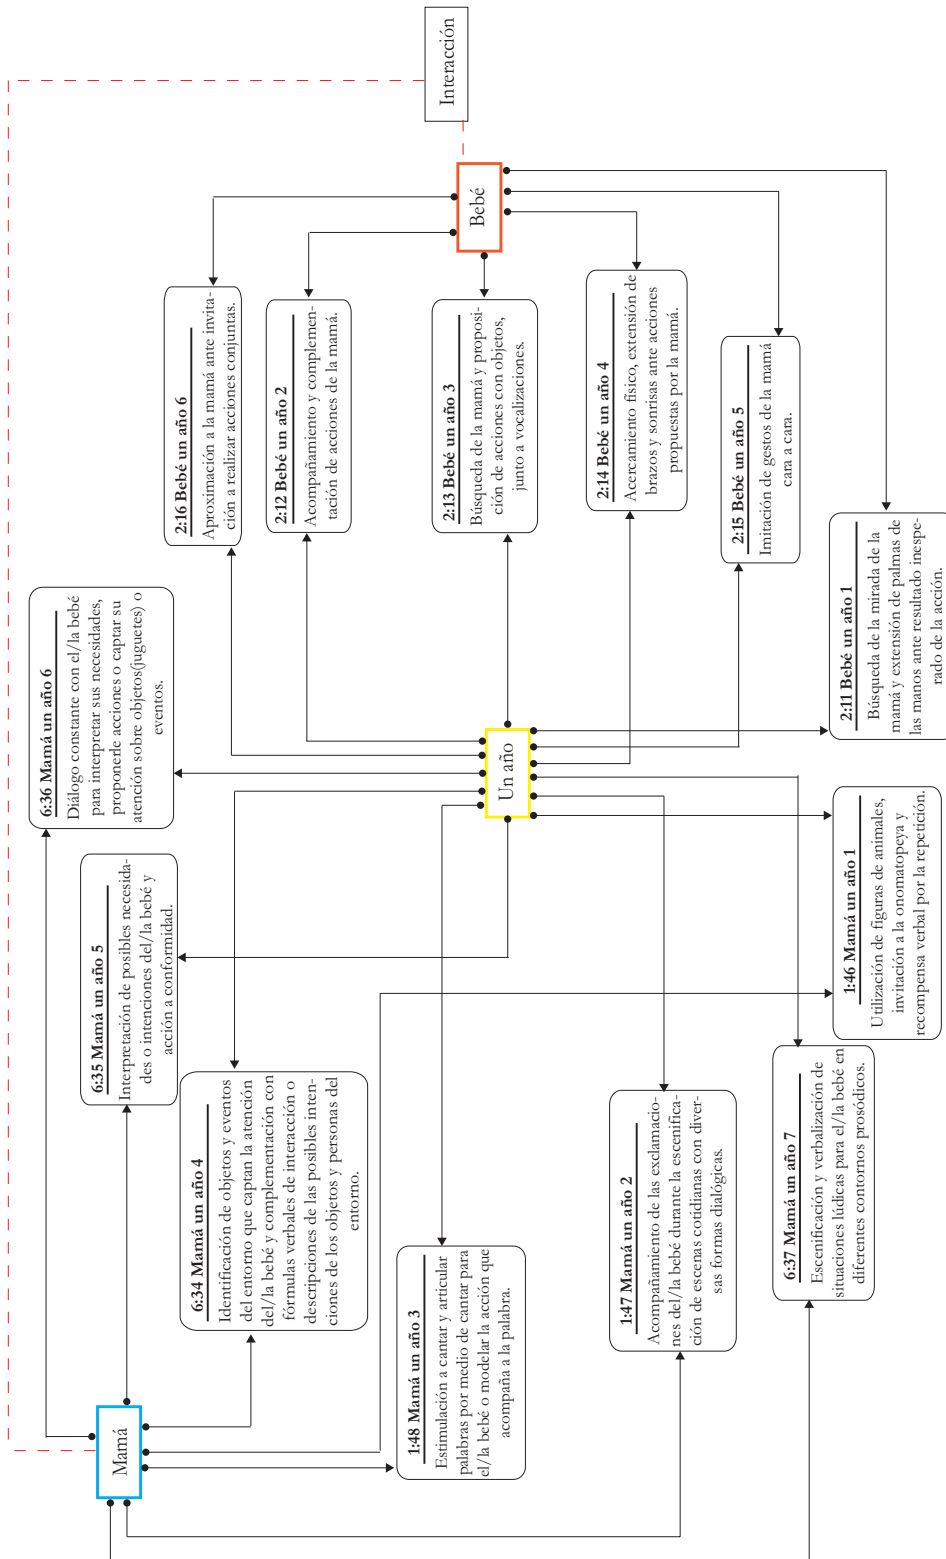 Interacción
Mamá
Un año
Bebé
6:36 Mamá un año 6
Diálogo constante con el/la bebé
para interpretar sus necesidades,
proponerle acciones o captar su
atención sobre objetos(juguetes) o
eventos.
6:35 Mamá un año 5
Interpretación de posibles necesida-
des o intenciones del/la bebé y
acción a conformidad.
6:34 Mamá un año 4
Identificación de objetos y eventos
del entorno que captan la atención
del/la bebé y complementación con
fórmulas verbales de interacción o
descripciones de las posibles inten-
ciones de los objetos y personas del
entorno.
1:48 Mamá un año 3
Estimulación a cantar y articular
palabras por medio de cantar para
el/la bebé o modelar la acción que
acompaña a la palabra.
1:47 Mamá un año 2
Acompañamiento de las exclamacio-
nes del/la bebé durante la escenifica-
ción de escenas cotidianas con diver-
sas formas dialógicas.
6:37 Mamá un año 7
Escenificación y verbalización de
situaciones lúdicas para el/la bebé en
diferentes contornos prosódicos.
1:46 Mamá un año 1
Utilización de figuras de animales,
invitación a la onomatopeya y
recompensa verbal por la repetición.
2:16 Bebé un año 6
Aproximación a la mamá ante invita-
ción a realizar acciones conjuntas.
2:12 Bebé un año 2
Acompañamiento y complemen-
tación de acciones de la mamá.
2:13 Bebé un año 3
Búsqueda de la mamá y proposi-
ción de acciones con objetos,
junto a vocalizaciones.
2:14 Bebé un año 4
Acercamiento físico, extensión de
brazos y sonrisas ante acciones
propuestas por la mamá.
2:15 Bebé un año 5
Imitación de gestos de la mamá
cara a cara.
2:11 Bebé un año 1
Búsqueda de la mirada de la
mamá y extensión de palmas de
las manos ante resultado inespe-
rado de la acción.